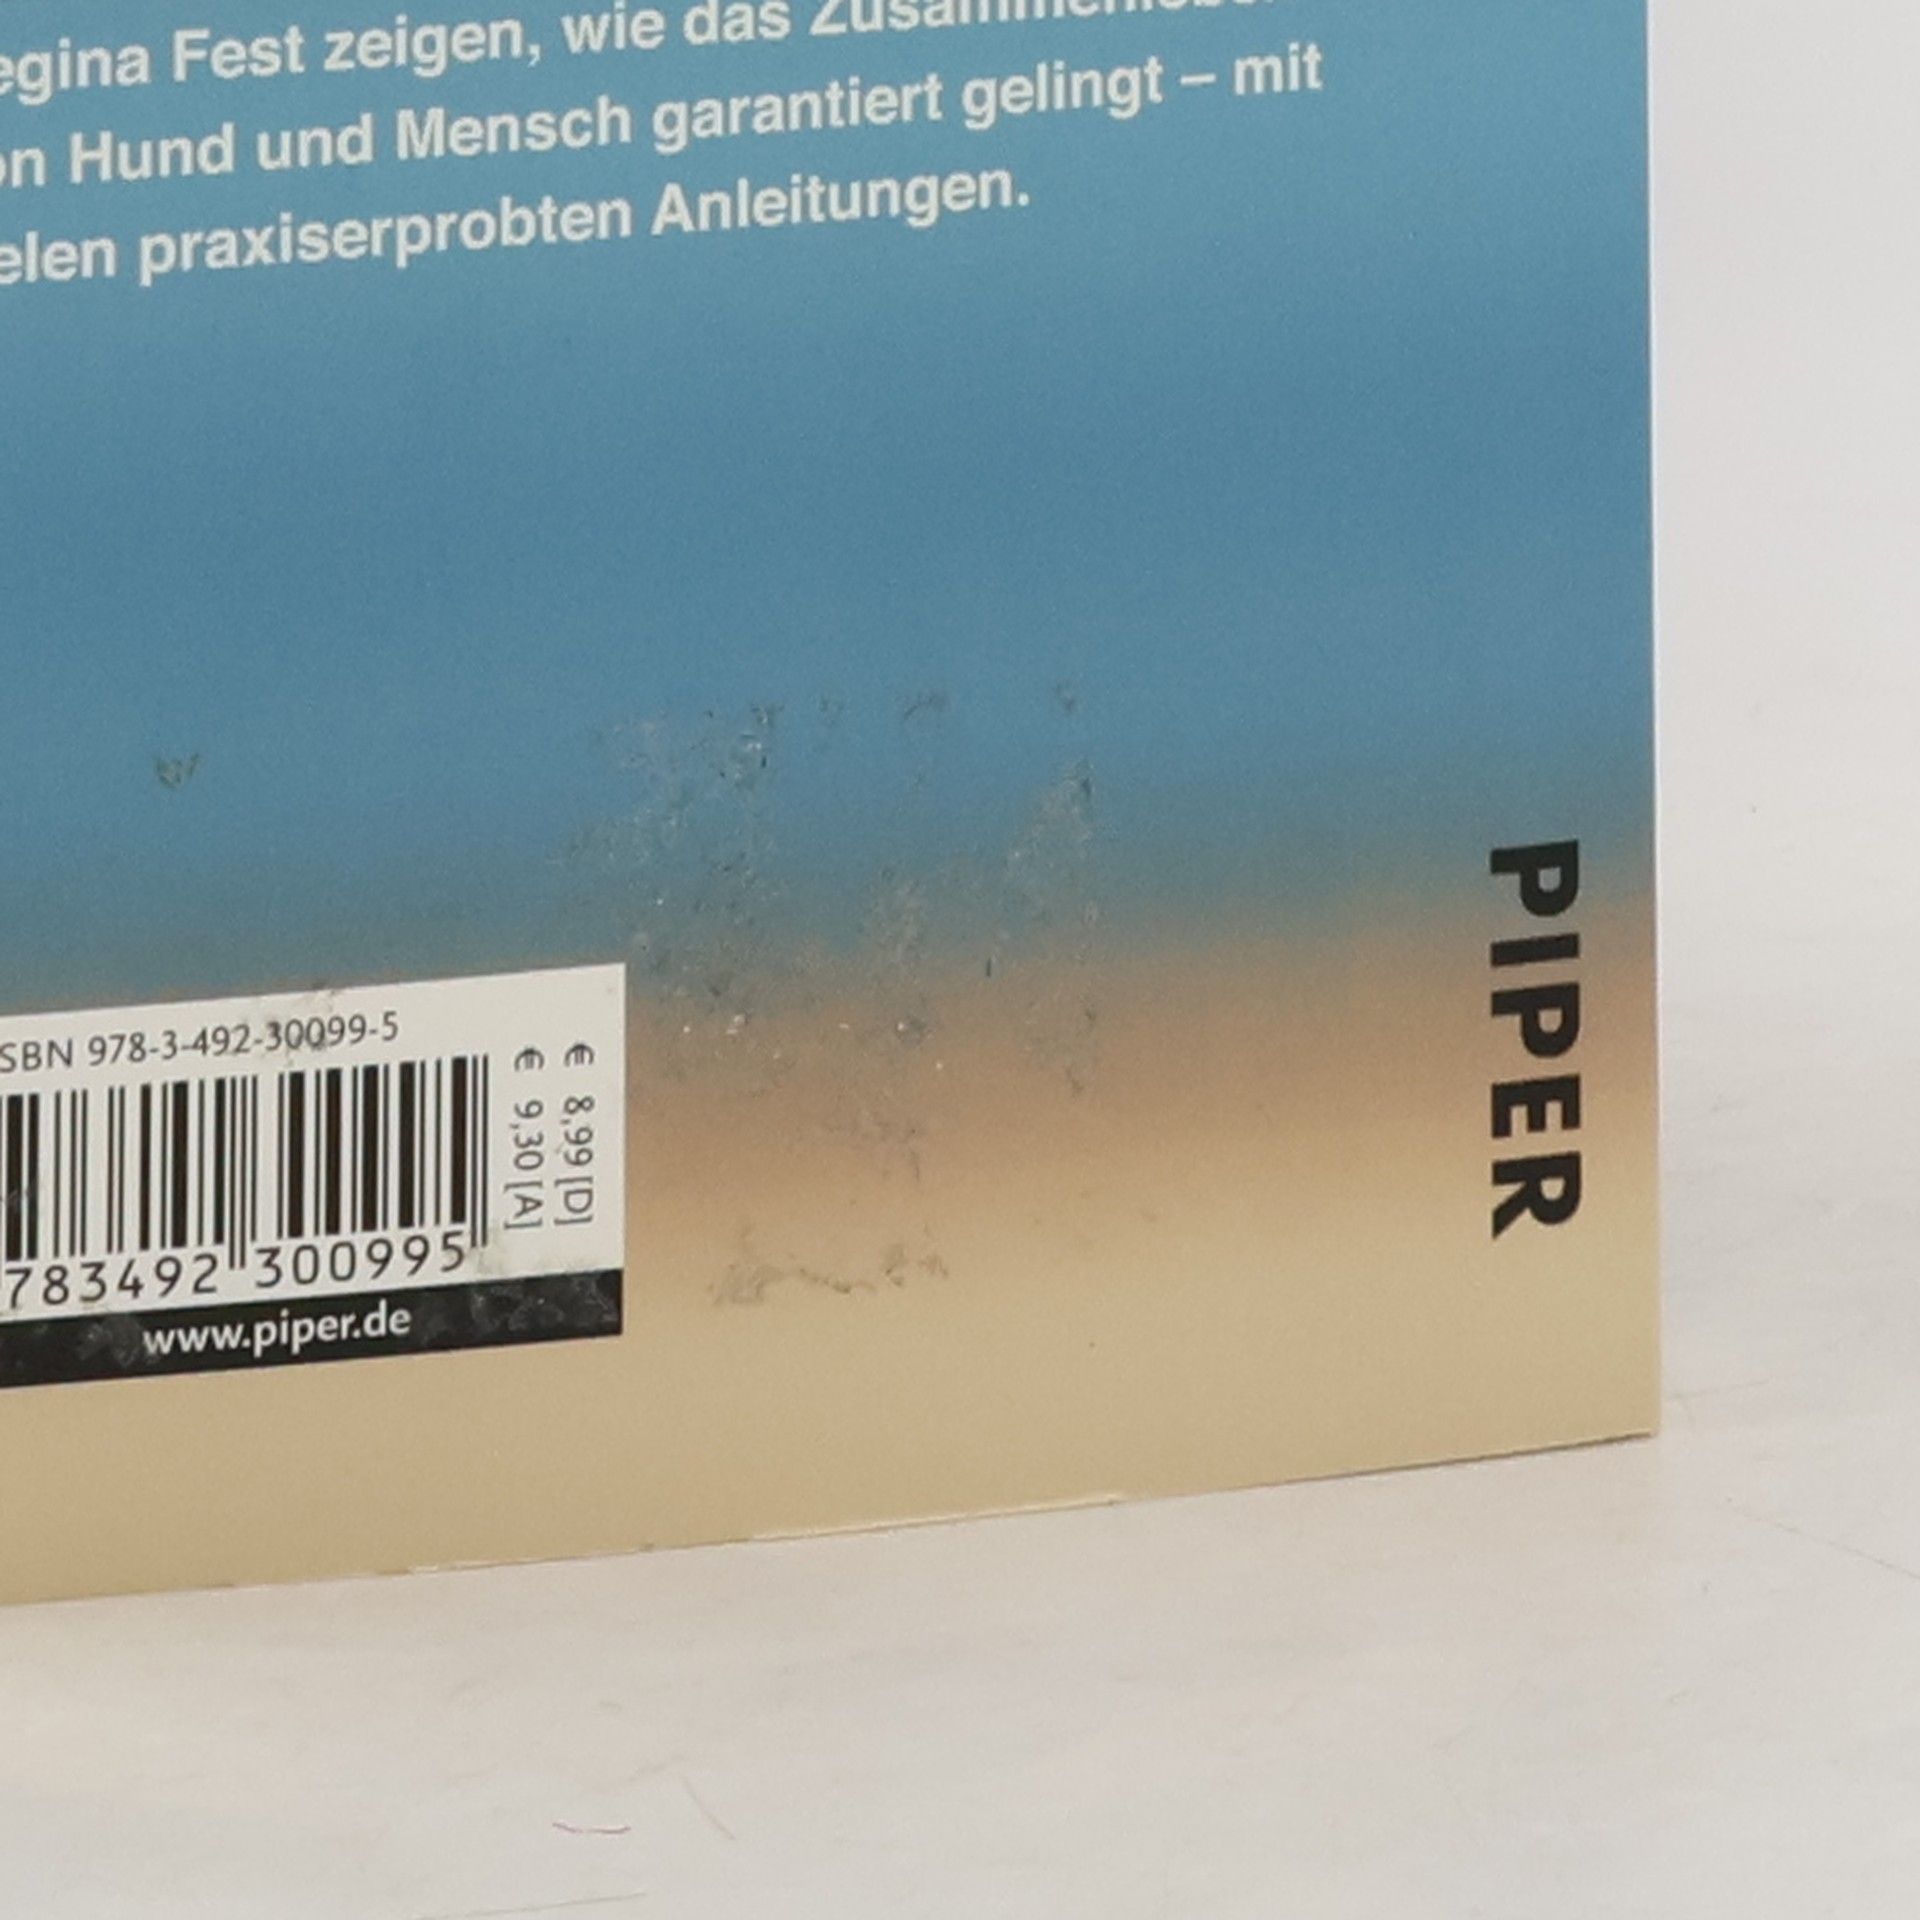 egina Fest zeigen, wie das
on Hund und Mensch garantiert gelingt – mit
elen praxiserprobten Anleitungen.
PIPER
SBN 978-3-492-30099-5
€ 8,99 [D]
€ 9,30 [A]
783492 300995
www.piper.de